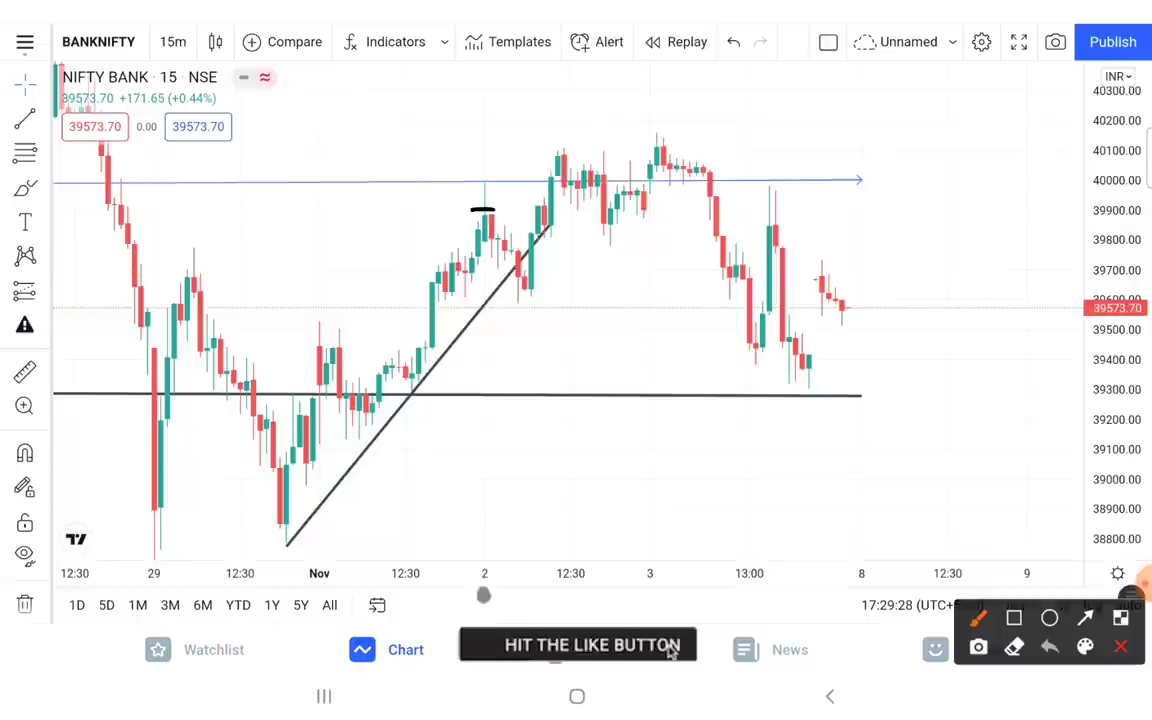 BANKNIFTY 15m Compare Indicators Templates Alert Replay Unnamed Publish
NIFTY BANK · 15 · NSE
INR
39573.70 +171.65 (+0.44%)
39573.70 0.00 39573.70
40300.00
40200.00
40100.00
40000.00
39900.00
39800.00
39700.00
39600.00
39573.70
39500.00
39400.00
39300.00
39200.00
39100.00
39000.00
38900.00
38800.00
12:30 29 12:30 Nov 12:30 2 12:30 3 13:00 8 12:30 9
1D 5D 1M 3M 6M YTD 1Y 5Y All
17:29:28 (UTC+5
auto
Watchlist Chart HIT THE LIKE BUTTON News